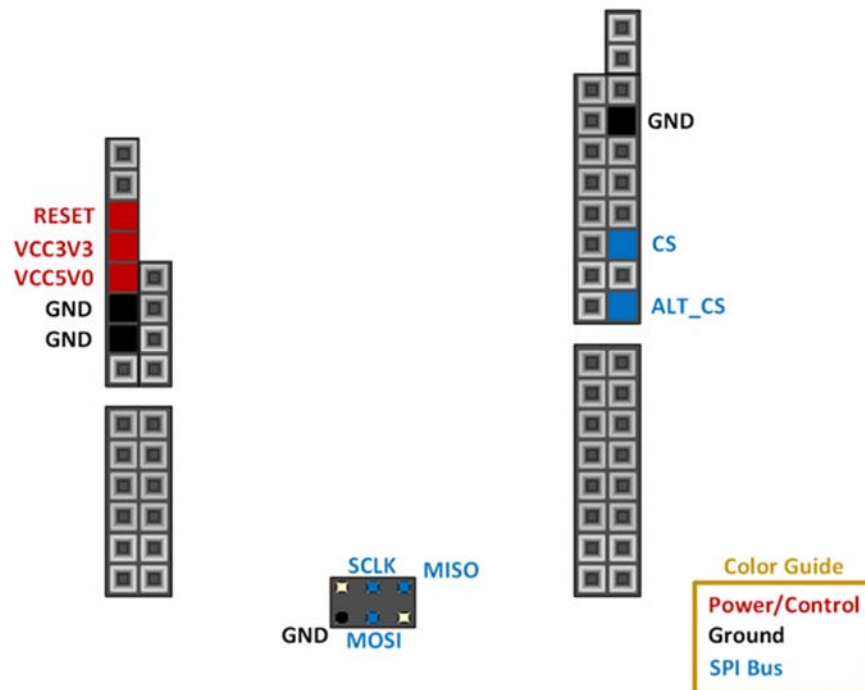 GND
RESET
VCC3V3
CS
VCC5V0
GND
ALT_CS
GND
SCLK
MISO
GND
MOSI
Color Guide
Power/Control
Ground
SPI Bus